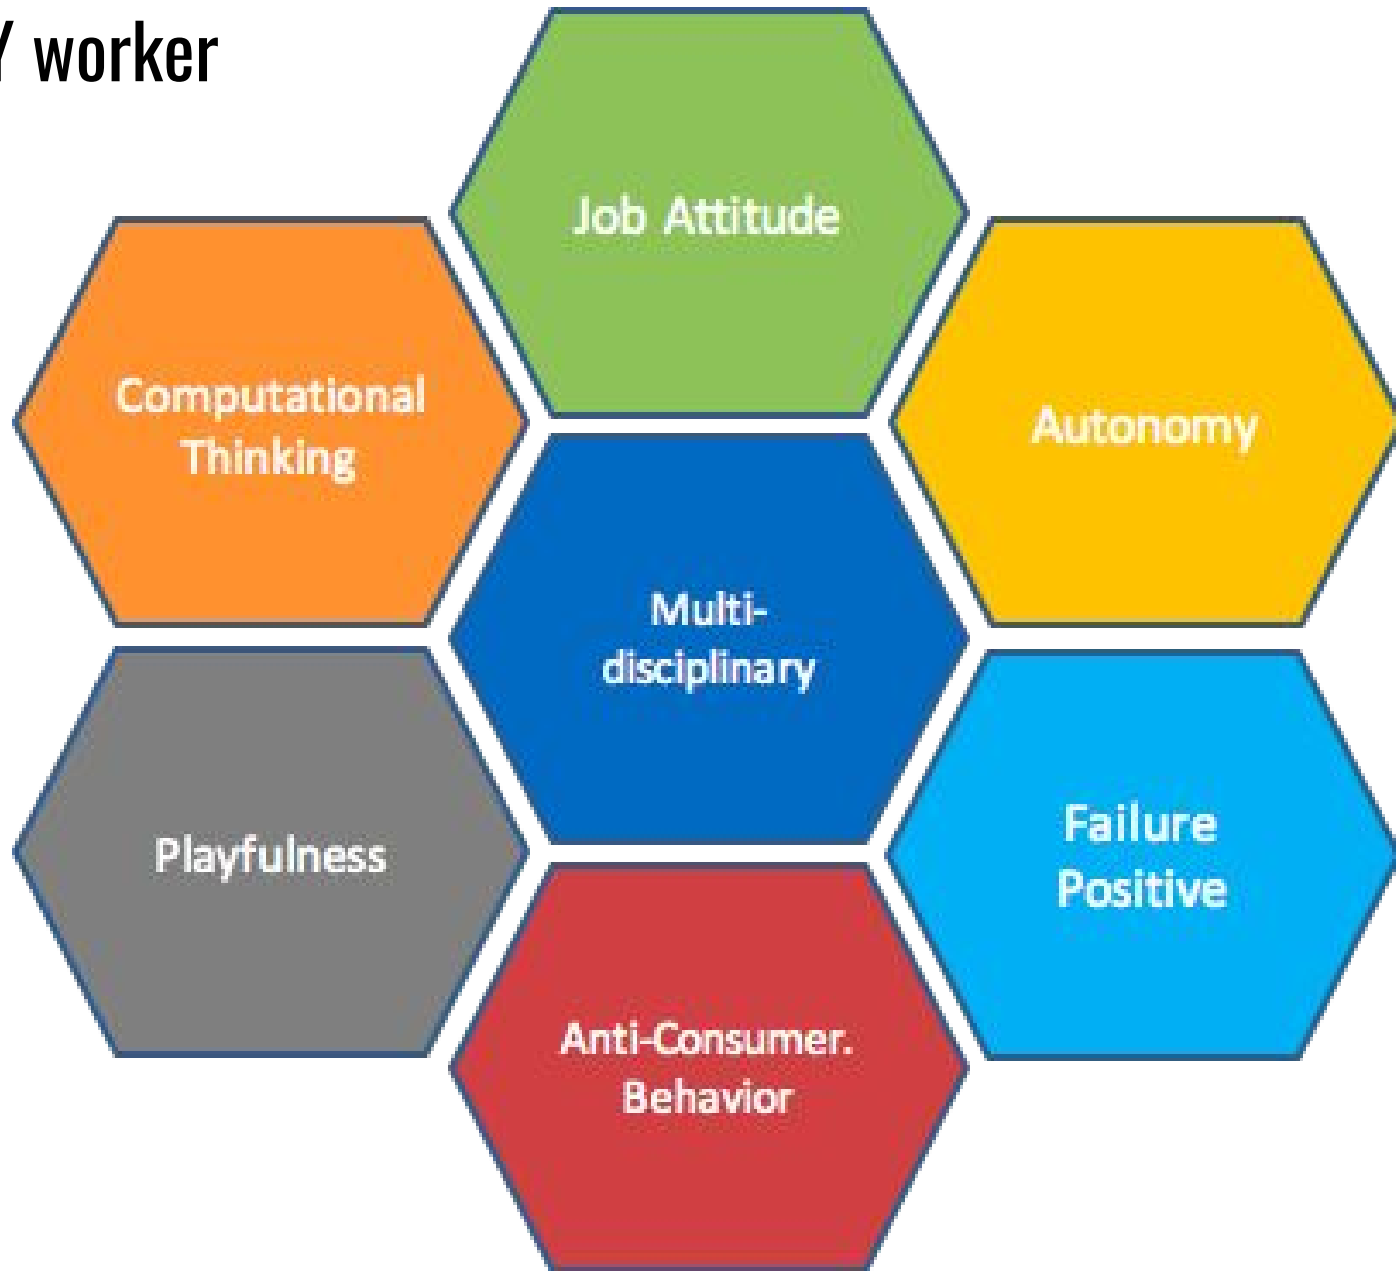 Y worker
Job Attitude
Computational
Thinking
Autonomy
Multi-
disciplinary
Playfulness
Failure
Positive
Anti-Consumer.
Behavior